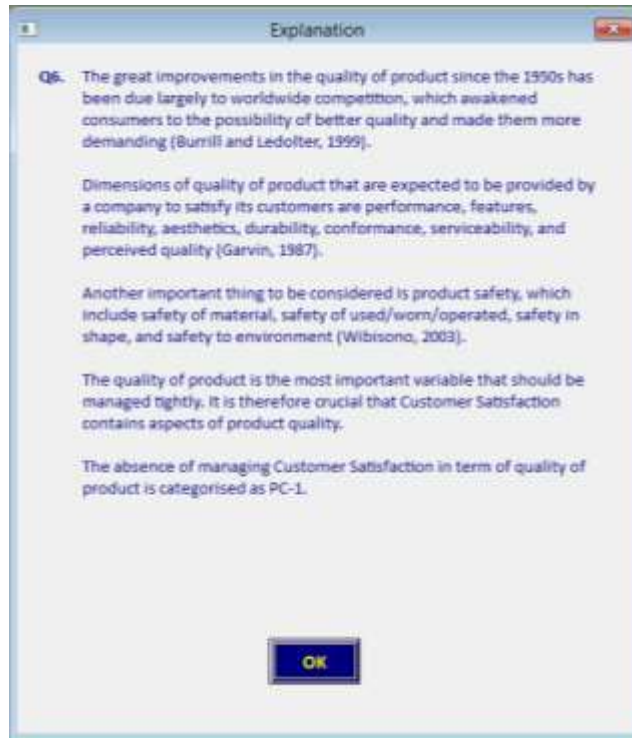 Explanation
Q6. The great improvements in the quality of product since the 1950s has
been due largely to worldwide competition, which awakened
consumers to the possibility of better quality and made them more
demanding (Burrill and Ledolter, 1999).
Dimensions of quality of product that are expected to be provided by
a company to satisfy its customers are performance, features,
reliability, aesthetics, durability, conformance, serviceability, and
perceived quality (Garvin, 1987).
Another important thing to be considered is product safety, which
include safety of material, safety of used/worn/operated, safety in
shape, and safety to environment (Wibisono, 2003).
The quality of product is the most important variable that should be
managed tightly. It is therefore crucial that Customer Satisfaction
contains aspects of product quality.
The absence of managing Customer Satisfaction in term of quality of
product is categorised as PC-1.
OK